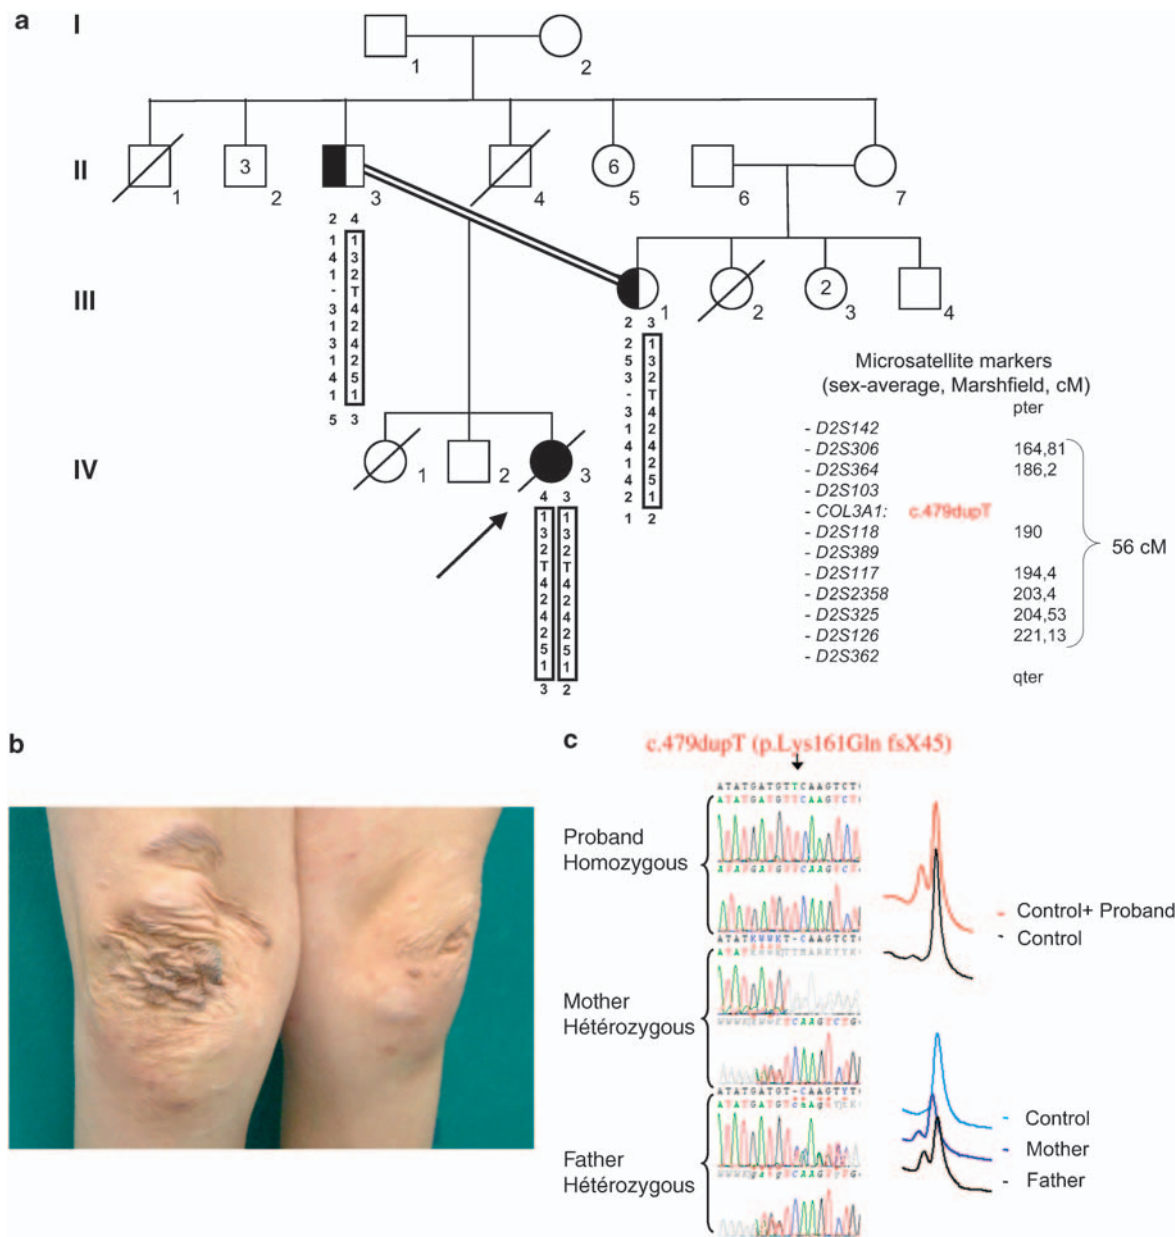 a
I
1
2
II
1
3
2
3
4
6
5
6
7
2 4
1 1
4 3
1 2
- T
3 4
1 2
3 4
1 2
4 5
1 1
5 3
III
1
2
2
3
4
2 3
2 1
5 3
3 2
- T
3 4
1 2
4 4
1 2
4 5
2 1
1 2
IV
1
2
3
4 3
1 1
3 3
2 2
T T
4 4
2 2
4 4
2 2
5 5
1 1
3 2
Microsatellite markers
(sex-average, Marshfield, cM)
pter
- D2S142
- D2S306 164,81
- D2S364 186,2
- D2S103
- COL3A1: c.479dupT
- D2S118 190
- D2S389
- D2S117 194,4
- D2S2358 203,4
- D2S325 204,53
- D2S126 221,13
- D2S362
qter
56 cM
b
c
c.479dupT (p.Lys161Gln fsX45)
ATATGATGTTCAAGTCT
ATATGATGTTCAAGTCT
Proband
Homozygous
ATATGATGTTCAAGTCT
Control+ Proband
Control
ATATKWWKT-CAAGTCT
Mother
Hétérozygous
ATATGATGT-CAAGTYT
Father
Hétérozygous
Control
Mother
Father